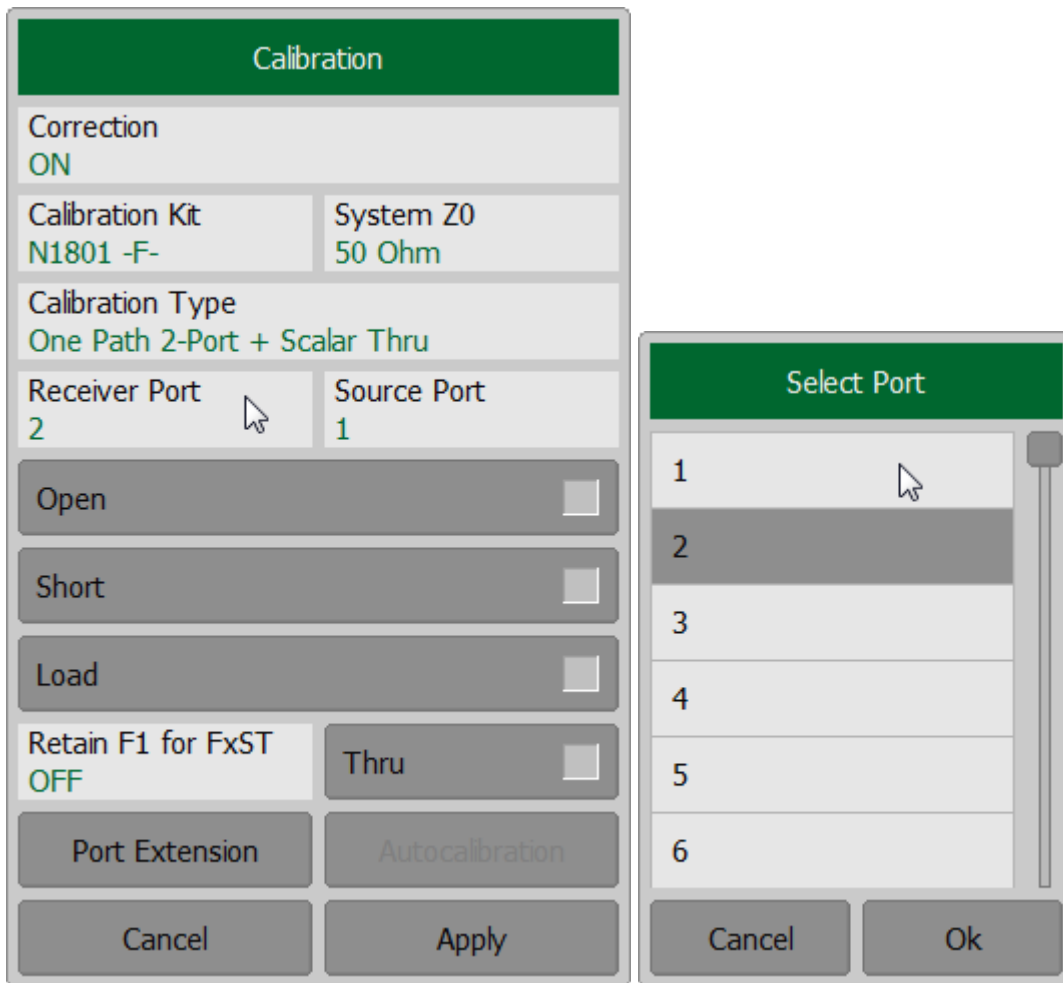 Calibration
Correction
ON
Calibration Kit
N1801 -F-
System Z0
50 Ohm
Calibration Type
One Path 2-Port + Scalar Thru
Receiver Port
2
Source Port
1
Open
Short
Load
Retain F1 for FxST
OFF
Thru
Port Extension
Autocalibration
Cancel
Apply
Select Port
1
2
3
4
5
6
Cancel
Ok